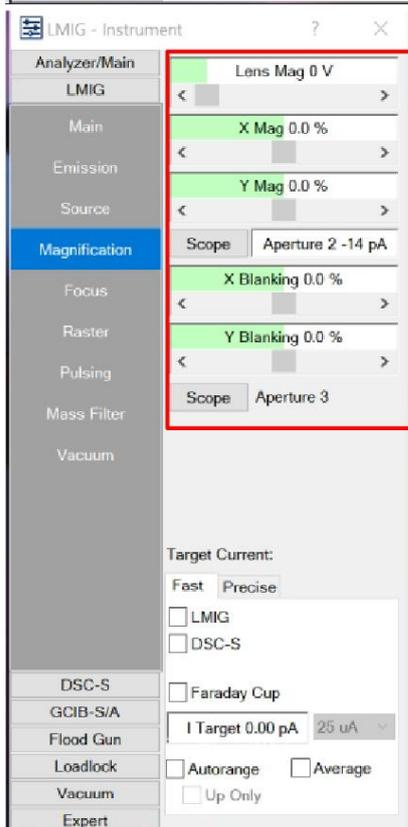 LMIG - Instrument ? ×
Analyzer/Main
LMIG
Main
Emission
Source
Magnification
Focus
Raster
Pulsing
Mass Filter
Vacuum
DSC-S
GCIB-S/A
Flood Gun
Loadlock
Vacuum
Expert
Lens Mag 0 V
< >
X Mag 0.0 %
< >
Y Mag 0.0 %
< >
Scope Aperture 2 -14 pA
X Blanking 0.0 %
< >
Y Blanking 0.0 %
< >
Scope Aperture 3
Target Current:
Fast Precise
LMIG
DSC-S
Faraday Cup
I Target 0.00 pA 25 uA
Autorange Average
Up Only